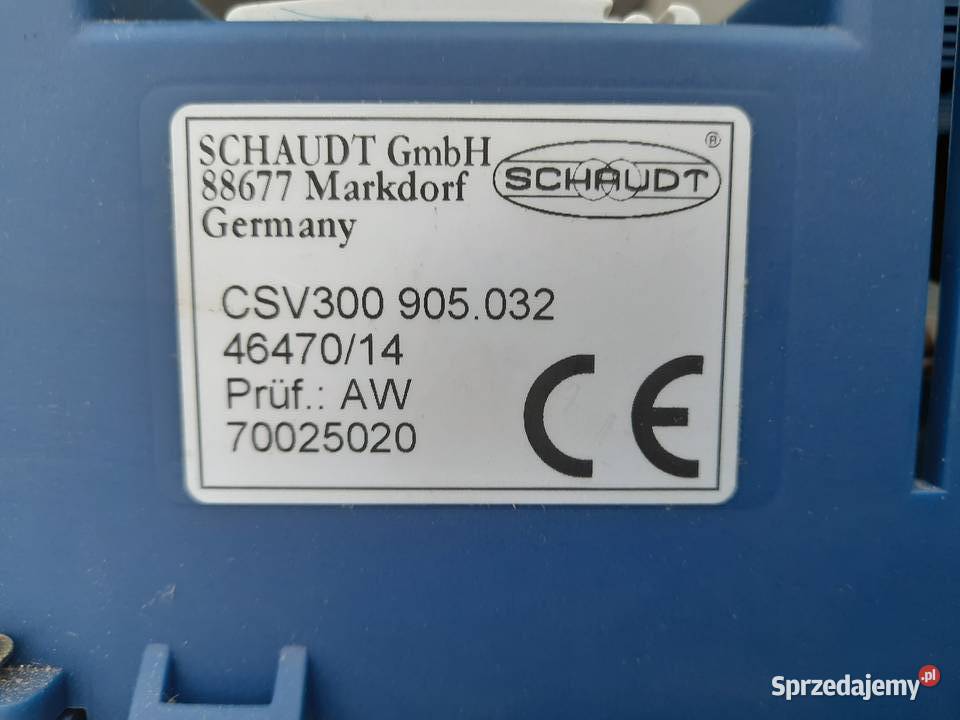 SCHAUDT GmbH
88677 Markdorf
Germany
SCHAUDT ®
CSV300 905.032
46470/14
Prüf.: AW
70025020
CE
Sprzedajemy.pl